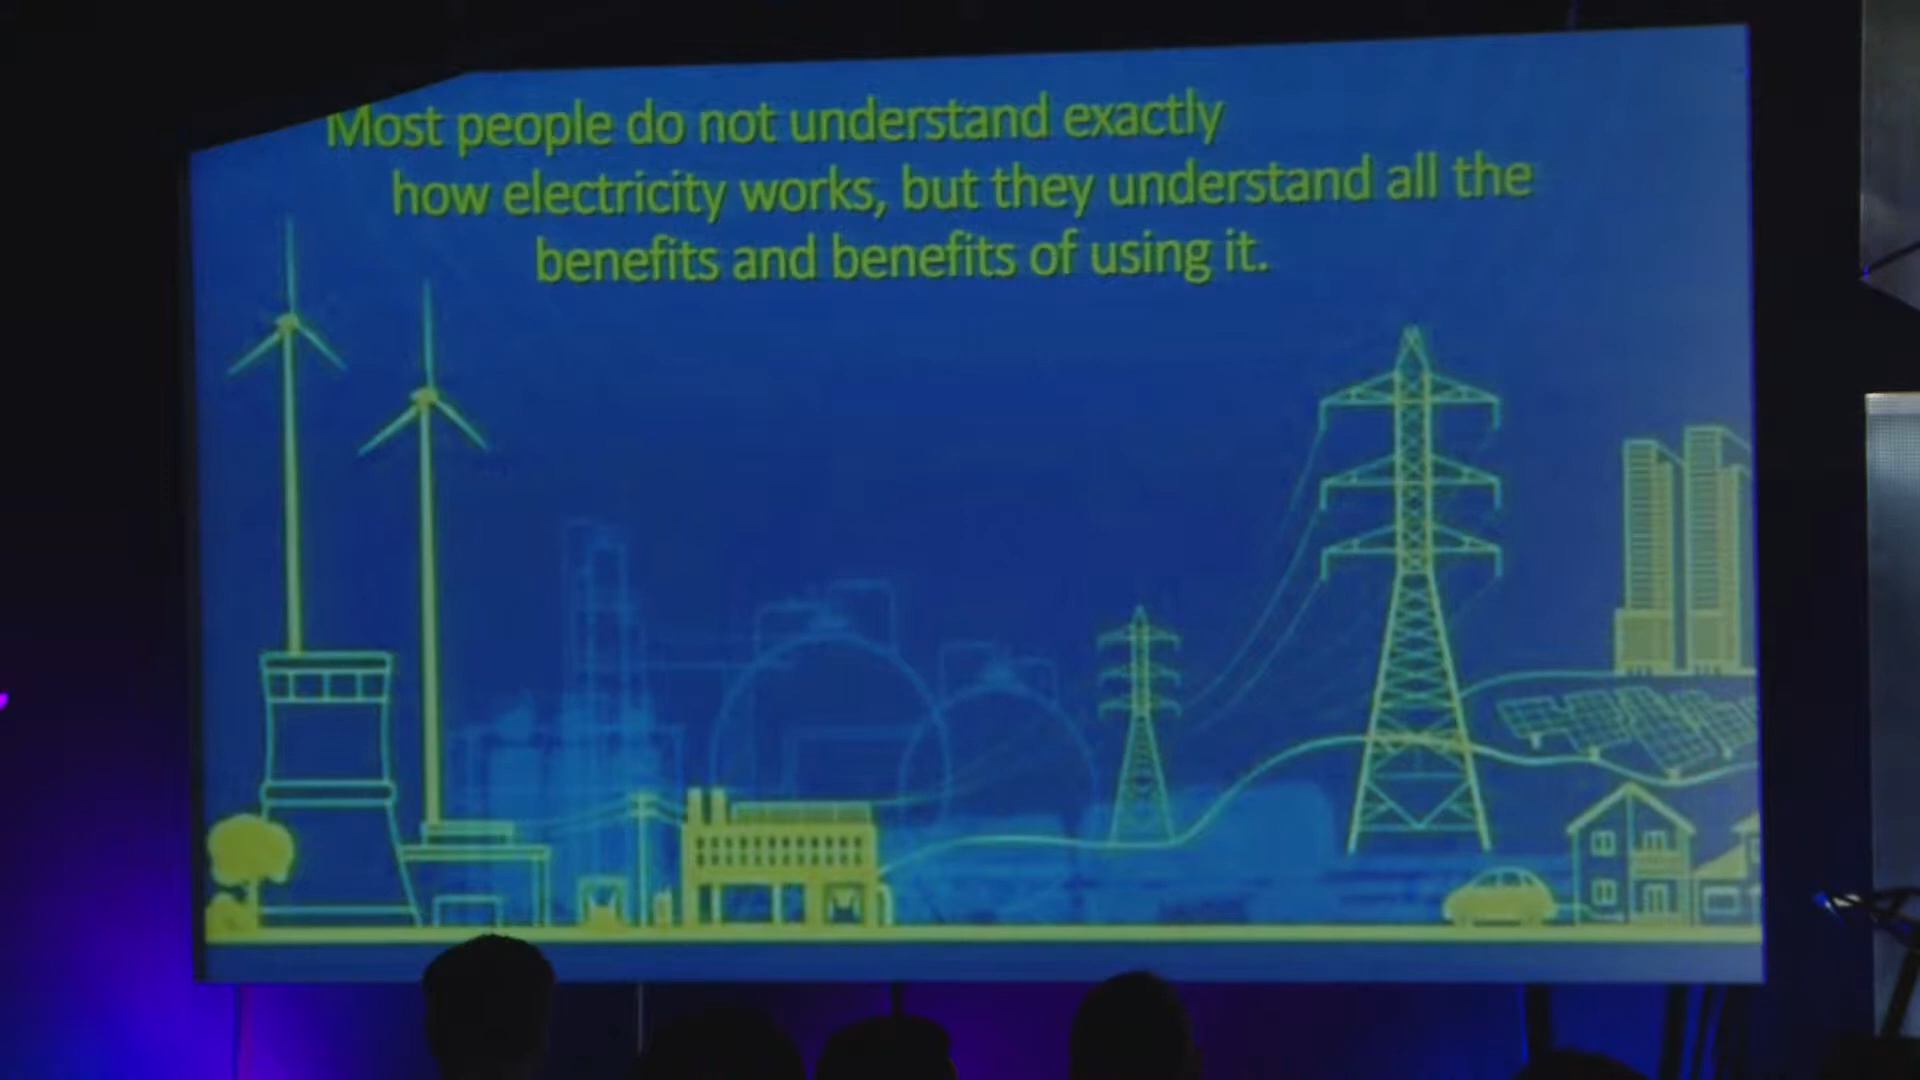 Most people do not understand exactly
how electricity works, but they understand all the
benefits and benefits of using it.